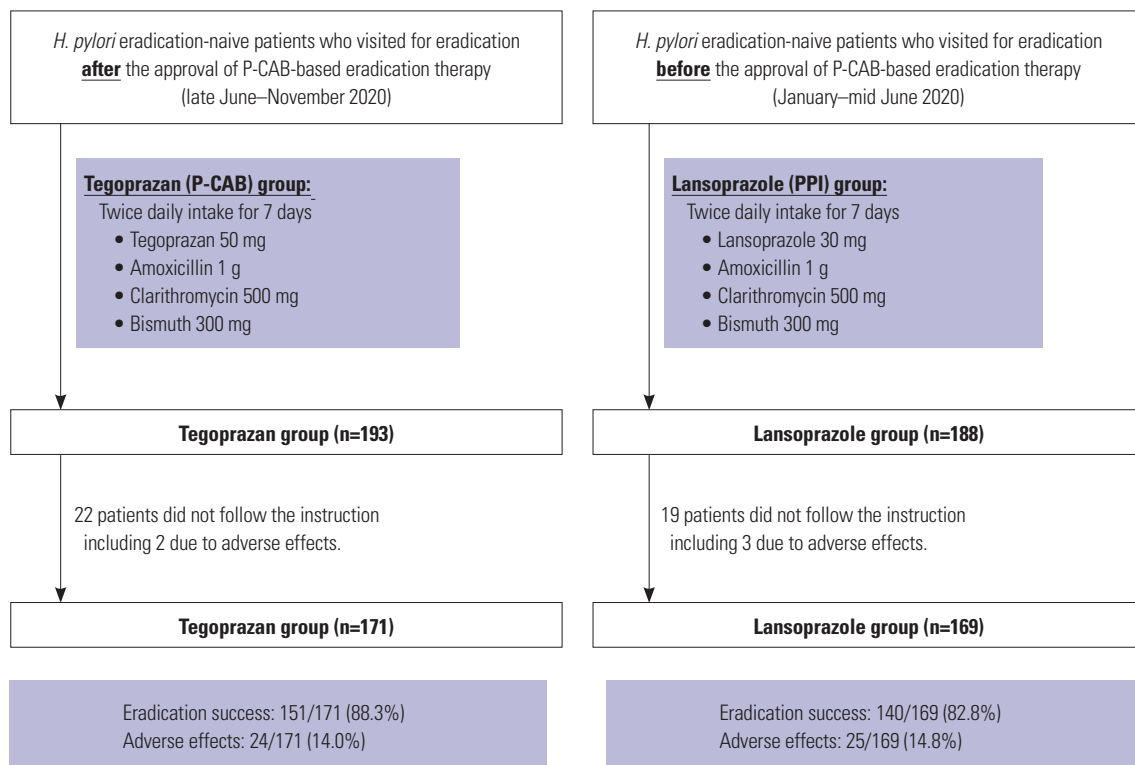 H. pylori eradication-naive patients who visited for eradication
after the approval of P-CAB-based eradication therapy
(late June–November 2020)
Tegoprazan (P-CAB) group:
Twice daily intake for 7 days
• Tegoprazan 50 mg
• Amoxicillin 1 g
• Clarithromycin 500 mg
• Bismuth 300 mg
Tegoprazan group (n=193)
22 patients did not follow the instruction
including 2 due to adverse effects.
Tegoprazan group (n=171)
Eradication success: 151/171 (88.3%)
Adverse effects: 24/171 (14.0%)
H. pylori eradication-naive patients who visited for eradication
before the approval of P-CAB-based eradication therapy
(January–mid June 2020)
Lansoprazole (PPI) group:
Twice daily intake for 7 days
• Lansoprazole 30 mg
• Amoxicillin 1 g
• Clarithromycin 500 mg
• Bismuth 300 mg
Lansoprazole group (n=188)
19 patients did not follow the instruction
including 3 due to adverse effects.
Lansoprazole group (n=169)
Eradication success: 140/169 (82.8%)
Adverse effects: 25/169 (14.8%)